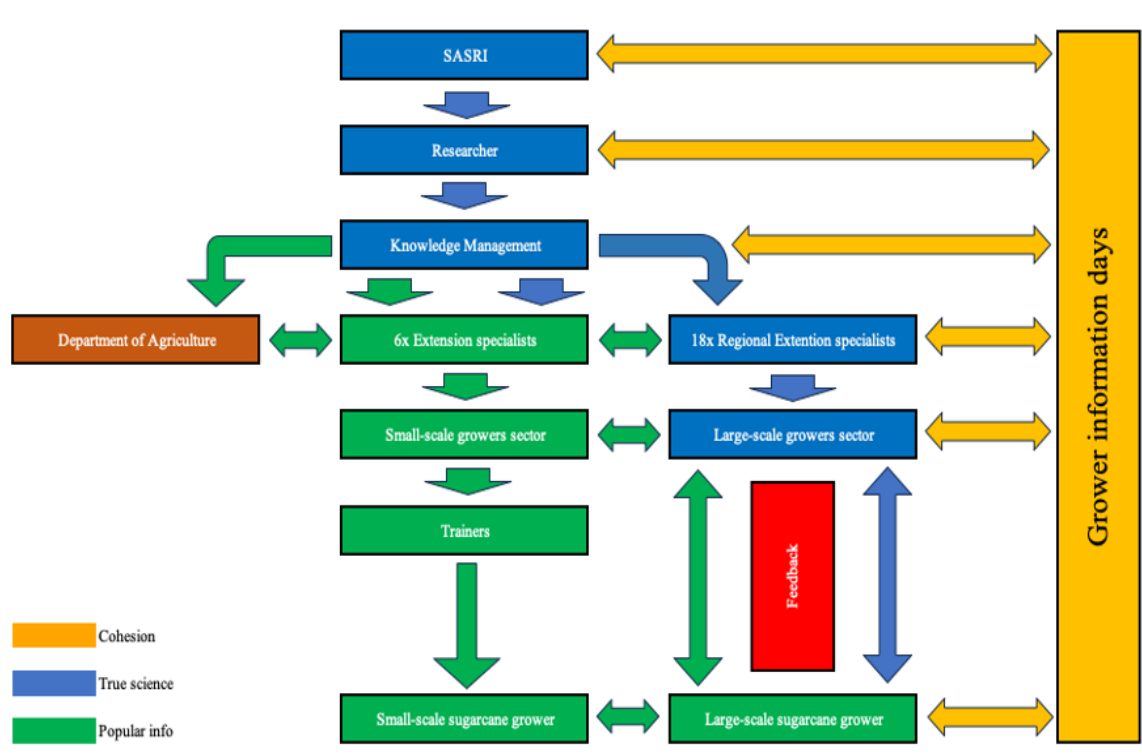 SASRI
Researcher
Knowledge Management
Department of Agriculture
6x Extension specialists
18x Regional Extention specialists
Small-scale growers sector
Large-scale growers sector
Trainers
Feedback
Small-scale sugarcane grower
Large-scale sugarcane grower
Grower information days
Cohesion
True science
Popular info